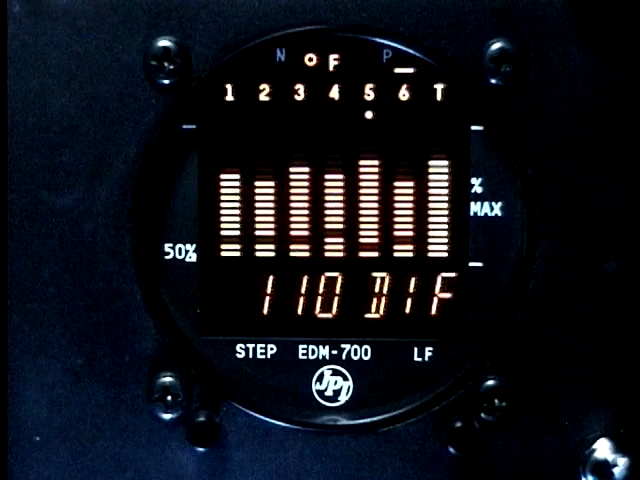 N °F P
1 2 3 4 5 6 T
%
MAX
50%
110 DIF
STEP EDM-700 LF
JPI